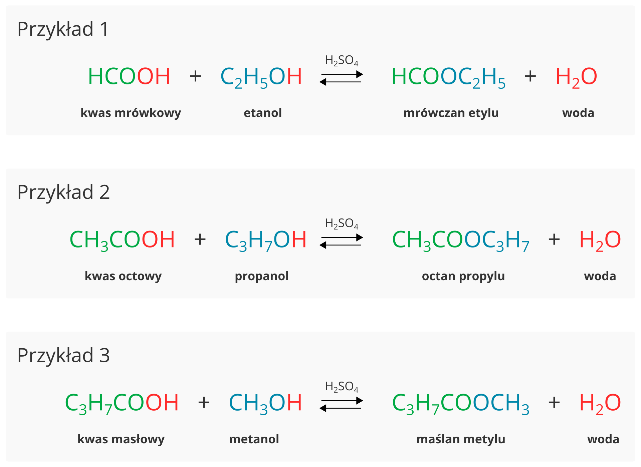 Przykład 1
H₂SO₄
HCOOH + C₂H₅OH HCOOC₂H₅ + H₂O
kwas mrówkowy etanol mrówczan etylu woda
Przykład 2
H₂SO₄
CH₃COOH + C₃H₇OH CH₃COOC₃H₇ + H₂O
kwas octowy propanol octan propylu woda
Przykład 3
H₂SO₄
C₃H₇COOH + CH₃OH C₃H₇COOCH₃ + H₂O
kwas masłowy metanol maślan metylu woda